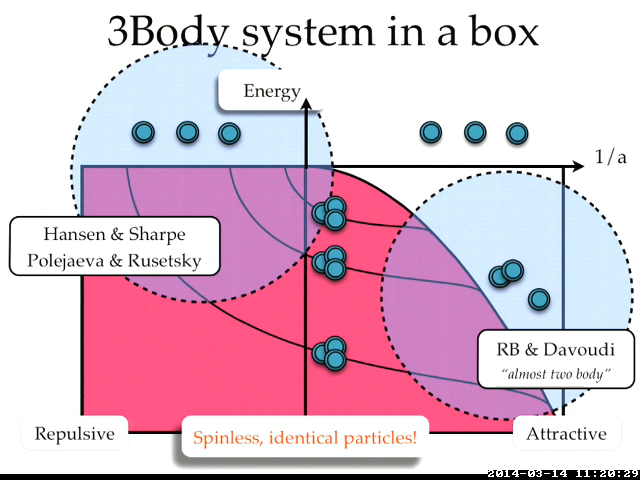 3Body system in a box
Energy
1/a
Hansen & Sharpe
Polejaeva & Rusetsky
RB & Davoudi
"almost two body"
Repulsive
Spinless, identical particles!
Attractive
2014-03-14 11:20:29